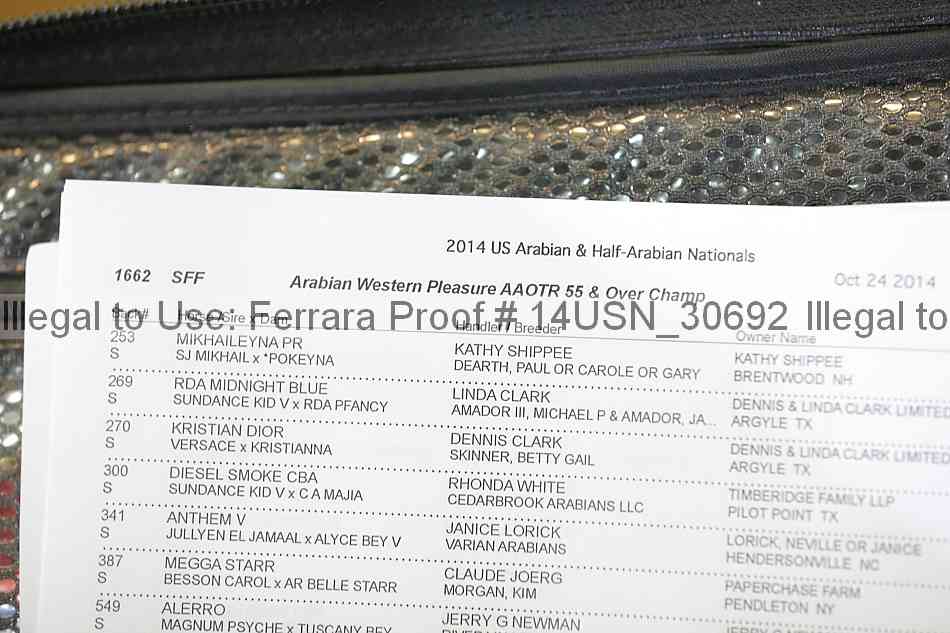 2014 US Arabian & Half-Arabian Nationals
1662 SFF Arabian Western Pleasure AAOTR 55 & Over Champ Oct 24 2014
Illegal to Use: Ferrara Proof # 14USN_30692 Illegal to
Back# Horse /Sire x Dam Handler / Breeder Owner Name
253 MIKHAILEYNA PR KATHY SHIPPEE KATHY SHIPPEE
S SJ MIKHAIL x *POKEYNA DEARTH, PAUL OR CAROLE OR GARY BRENTWOOD NH
269 RDA MIDNIGHT BLUE LINDA CLARK DENNIS & LINDA CLARK LIMITED
S SUNDANCE KID V x RDA PFANCY AMADOR III, MICHAEL P & AMADOR, JA... ARGYLE TX
270 KRISTIAN DIOR DENNIS CLARK DENNIS & LINDA CLARK LIMITED
S VERSACE x KRISTIANNA SKINNER, BETTY GAIL ARGYLE TX
300 DIESEL SMOKE CBA RHONDA WHITE TIMBERIDGE FAMILY LLP
S SUNDANCE KID V x C A MAJIA CEDARBROOK ARABIANS LLC PILOT POINT TX
341 ANTHEM V JANICE LORICK LORICK, NEVILLE OR JANICE
S JULLYEN EL JAMAAL x ALYCE BEY V VARIAN ARABIANS HENDERSONVILLE NC
387 MEGGA STARR CLAUDE JOERG PAPERCHASE FARM
S BESSON CAROL x AR BELLE STARR MORGAN, KIM PENDLETON NY
549 ALERRO JERRY G NEWMAN
S MAGNUM PSYCHE x TUSCANY BEY